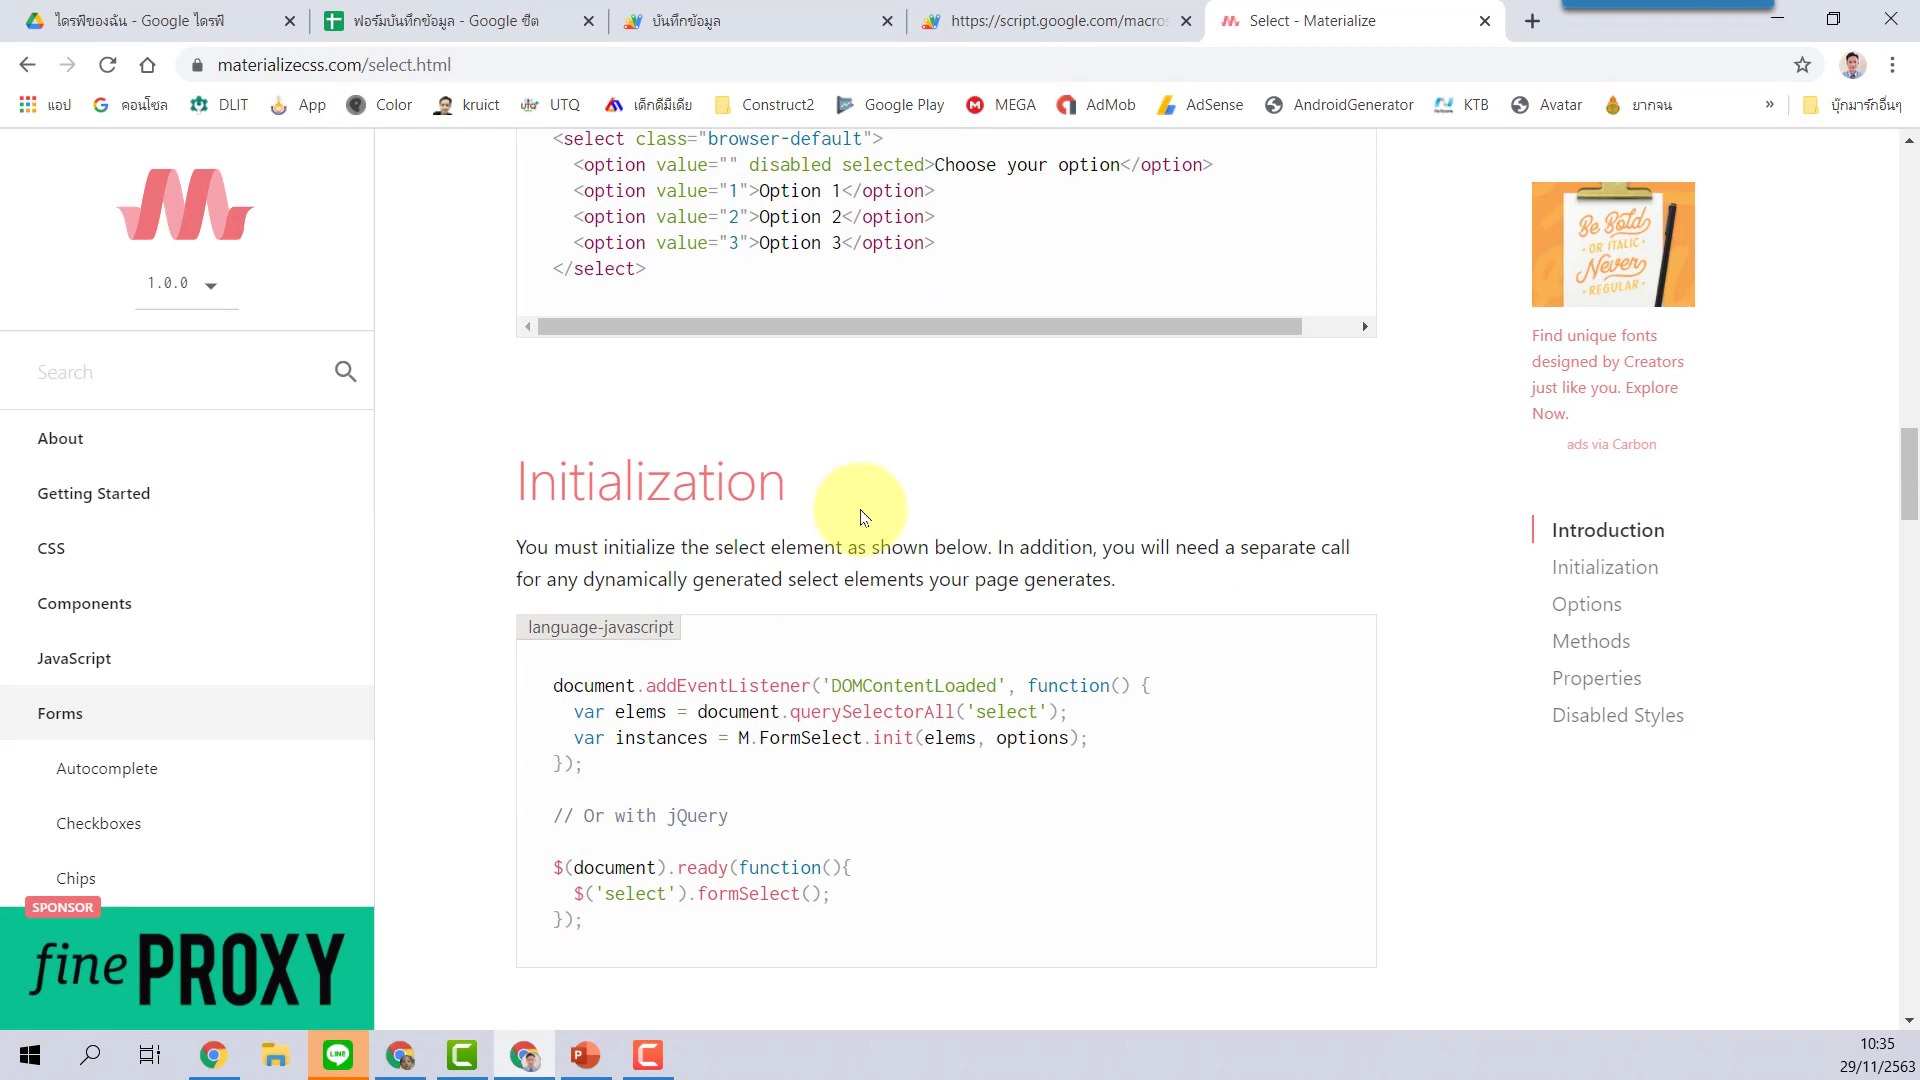 ไดรฟ์ของฉัน - Google ไดรฟ์
ฟอร์มบันทึกข้อมูล - Google ชีต
บันทึกข้อมูล
https://script.google.com/macros
Select - Materialize
materializecss.com/select.html
แอป
คอนโซล
DLIT
App
Color
kruict
UTQ
เด็กดีมีเดีย
Construct2
Google Play
MEGA
AdMob
AdSense
AndroidGenerator
KTB
Avatar
ยากจน
»
บุ๊กมาร์กอื่นๆ
1.0.0
Search
About
Getting Started
CSS
Components
JavaScript
Forms
Autocomplete
Checkboxes
Chips
SPONSOR
fine PROXY
<select class="browser-default">
<option value="" disabled selected>Choose your option</option>
<option value="1">Option 1</option>
<option value="2">Option 2</option>
<option value="3">Option 3</option>
</select>
Initialization
You must initialize the select element as shown below. In addition, you will need a separate call
for any dynamically generated select elements your page generates.
language-javascript
document.addEventListener('DOMContentLoaded', function() {
var elems = document.querySelectorAll('select');
var instances = M.FormSelect.init(elems, options);
});
// Or with jQuery
$(document).ready(function(){
$('select').formSelect();
});
Be Bold
OR ITALIC
Never
REGULAR
Find unique fonts
designed by Creators
just like you. Explore
Now.
ads via Carbon
Introduction
Initialization
Options
Methods
Properties
Disabled Styles
LINE
10:35
29/11/2563